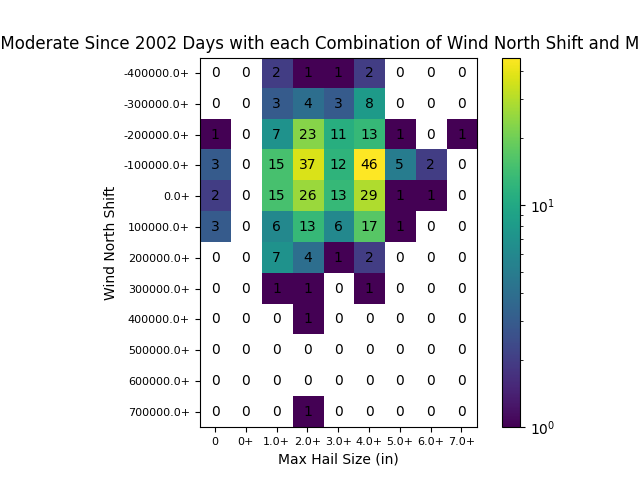 Moderate Since 2002 Days with each Combination of Wind North Shift and M
-400000.0+ 0 0 2 1 1 2 0 0 0
-300000.0+ 0 0 3 4 3 8 0 0 0
-200000.0+ 1 0 7 23 11 13 1 0 1
-100000.0+ 3 0 15 37 12 46 5 2 0
0.0+ 2 0 15 26 13 29 1 1 0
100000.0+ 3 0 6 13 6 17 1 0 0
200000.0+ 0 0 7 4 1 2 0 0 0
300000.0+ 0 0 1 1 0 1 0 0 0
400000.0+ 0 0 0 1 0 0 0 0 0
500000.0+ 0 0 0 0 0 0 0 0 0
600000.0+ 0 0 0 0 0 0 0 0 0
700000.0+ 0 0 0 1 0 0 0 0 0
0 0+ 1.0+ 2.0+ 3.0+ 4.0+ 5.0+ 6.0+ 7.0+
Max Hail Size (in)
Wind North Shift
10¹
10⁰